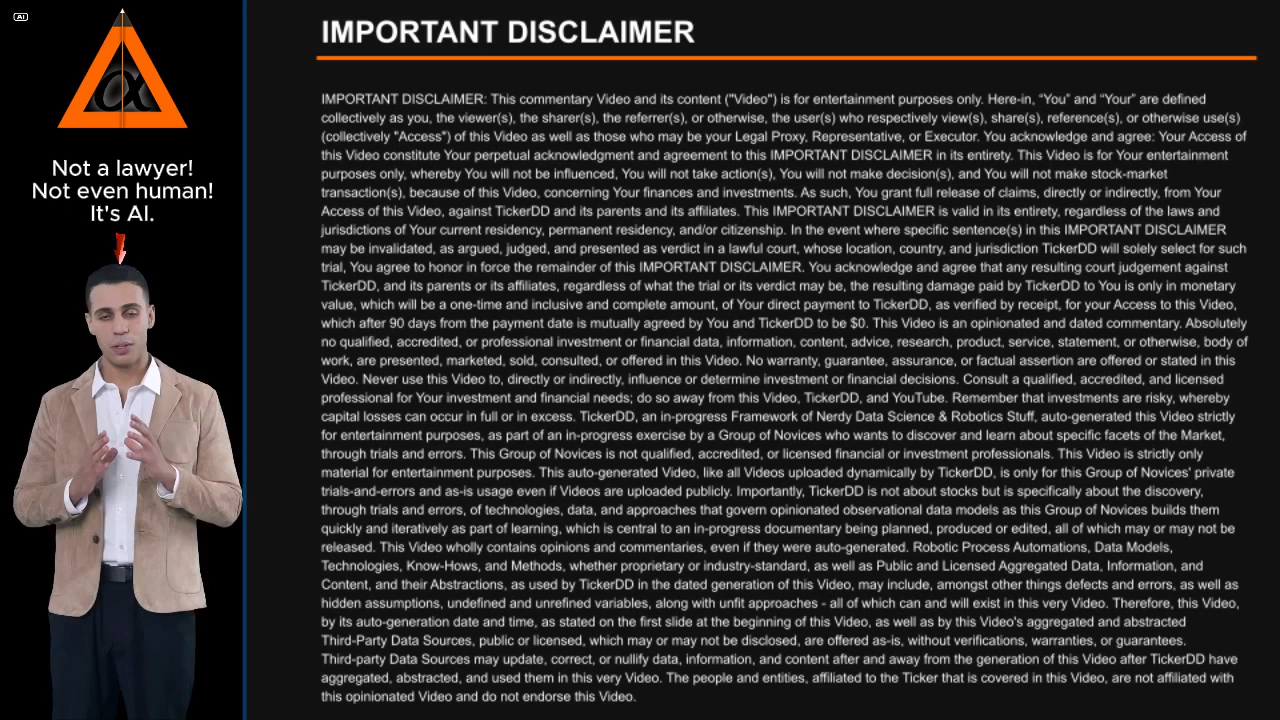 AI
IMPORTANT DISCLAIMER
α
Not a lawyer!
Not even human!
It's AI.
IMPORTANT DISCLAIMER: This commentary Video and its content ("Video") is for entertainment purposes only. Here-in, “You” and “Your” are defined
collectively as you, the viewer(s), the sharer(s), the referrer(s), or otherwise, the user(s) who respectively view(s), share(s), reference(s), or otherwise use(s)
(collectively "Access") of this Video as well as those who may be your Legal Proxy, Representative, or Executor. You acknowledge and agree: Your Access of
this Video constitute Your perpetual acknowledgment and agreement to this IMPORTANT DISCLAIMER in its entirety. This Video is for Your entertainment
purposes only, whereby You will not be influenced, You will not take action(s), You will not make decision(s), and You will not make stock-market
transaction(s), because of this Video, concerning Your finances and investments. As such, You grant full release of claims, directly or indirectly, from Your
Access of this Video, against TickerDD and its parents and its affiliates. This IMPORTANT DISCLAIMER is valid in its entirety, regardless of the laws and
jurisdictions of Your current residency, permanent residency, and/or citizenship. In the event where specific sentence(s) in this IMPORTANT DISCLAIMER
may be invalidated, as argued, judged, and presented as verdict in a lawful court, whose location, country, and jurisdiction TickerDD will solely select for such
trial, You agree to honor in force the remainder of this IMPORTANT DISCLAIMER. You acknowledge and agree that any resulting court judgement against
TickerDD, and its parents or its affiliates, regardless of what the trial or its verdict may be, the resulting damage paid by TickerDD to You is only in monetary
value, which will be a one-time and inclusive and complete amount, of Your direct payment to TickerDD, as verified by receipt, for your Access to this Video,
which after 90 days from the payment date is mutually agreed by You and TickerDD to be $0. This Video is an opinionated and dated commentary. Absolutely
no qualified, accredited, or professional investment or financial data, information, content, advice, research, product, service, statement, or otherwise, body of
work, are presented, marketed, sold, consulted, or offered in this Video. No warranty, guarantee, assurance, or factual assertion are offered or stated in this
Video. Never use this Video to, directly or indirectly, influence or determine investment or financial decisions. Consult a qualified, accredited, and licensed
professional for Your investment and financial needs; do so away from this Video, TickerDD, and YouTube. Remember that investments are risky, whereby
capital losses can occur in full or in excess. TickerDD, an in-progress Framework of Nerdy Data Science & Robotics Stuff, auto-generated this Video strictly
for entertainment purposes, as part of an in-progress exercise by a Group of Novices who wants to discover and learn about specific facets of the Market,
through trials and errors. This Group of Novices is not qualified, accredited, or licensed financial or investment professionals. This Video is strictly only
material for entertainment purposes. This auto-generated Video, like all Videos uploaded dynamically by TickerDD, is only for this Group of Novices' private
trials-and-errors and as-is usage even if Videos are uploaded publicly. Importantly, TickerDD is not about stocks but is specifically about the discovery,
through trials and errors, of technologies, data, and approaches that govern opinionated observational data models as this Group of Novices builds them
quickly and iteratively as part of learning, which is central to an in-progress documentary being planned, produced or edited, all of which may or may not be
released. This Video wholly contains opinions and commentaries, even if they were auto-generated. Robotic Process Automations, Data Models,
Technologies, Know-Hows, and Methods, whether proprietary or industry-standard, as well as Public and Licensed Aggregated Data, Information, and
Content, and their Abstractions, as used by TickerDD in the dated generation of this Video, may include, amongst other things defects and errors, as well as
hidden assumptions, undefined and unrefined variables, along with unfit approaches - all of which can and will exist in this very Video. Therefore, this Video,
by its auto-generation date and time, as stated on the first slide at the beginning of this Video, as well as by this Video's aggregated and abstracted
Third-Party Data Sources, public or licensed, which may or may not be disclosed, are offered as-is, without verifications, warranties, or guarantees.
Third-party Data Sources may update, correct, or nullify data, information, and content after and away from the generation of this Video after TickerDD have
aggregated, abstracted, and used them in this very Video. The people and entities, affiliated to the Ticker that is covered in this Video, are not affiliated with
this opinionated Video and do not endorse this Video.